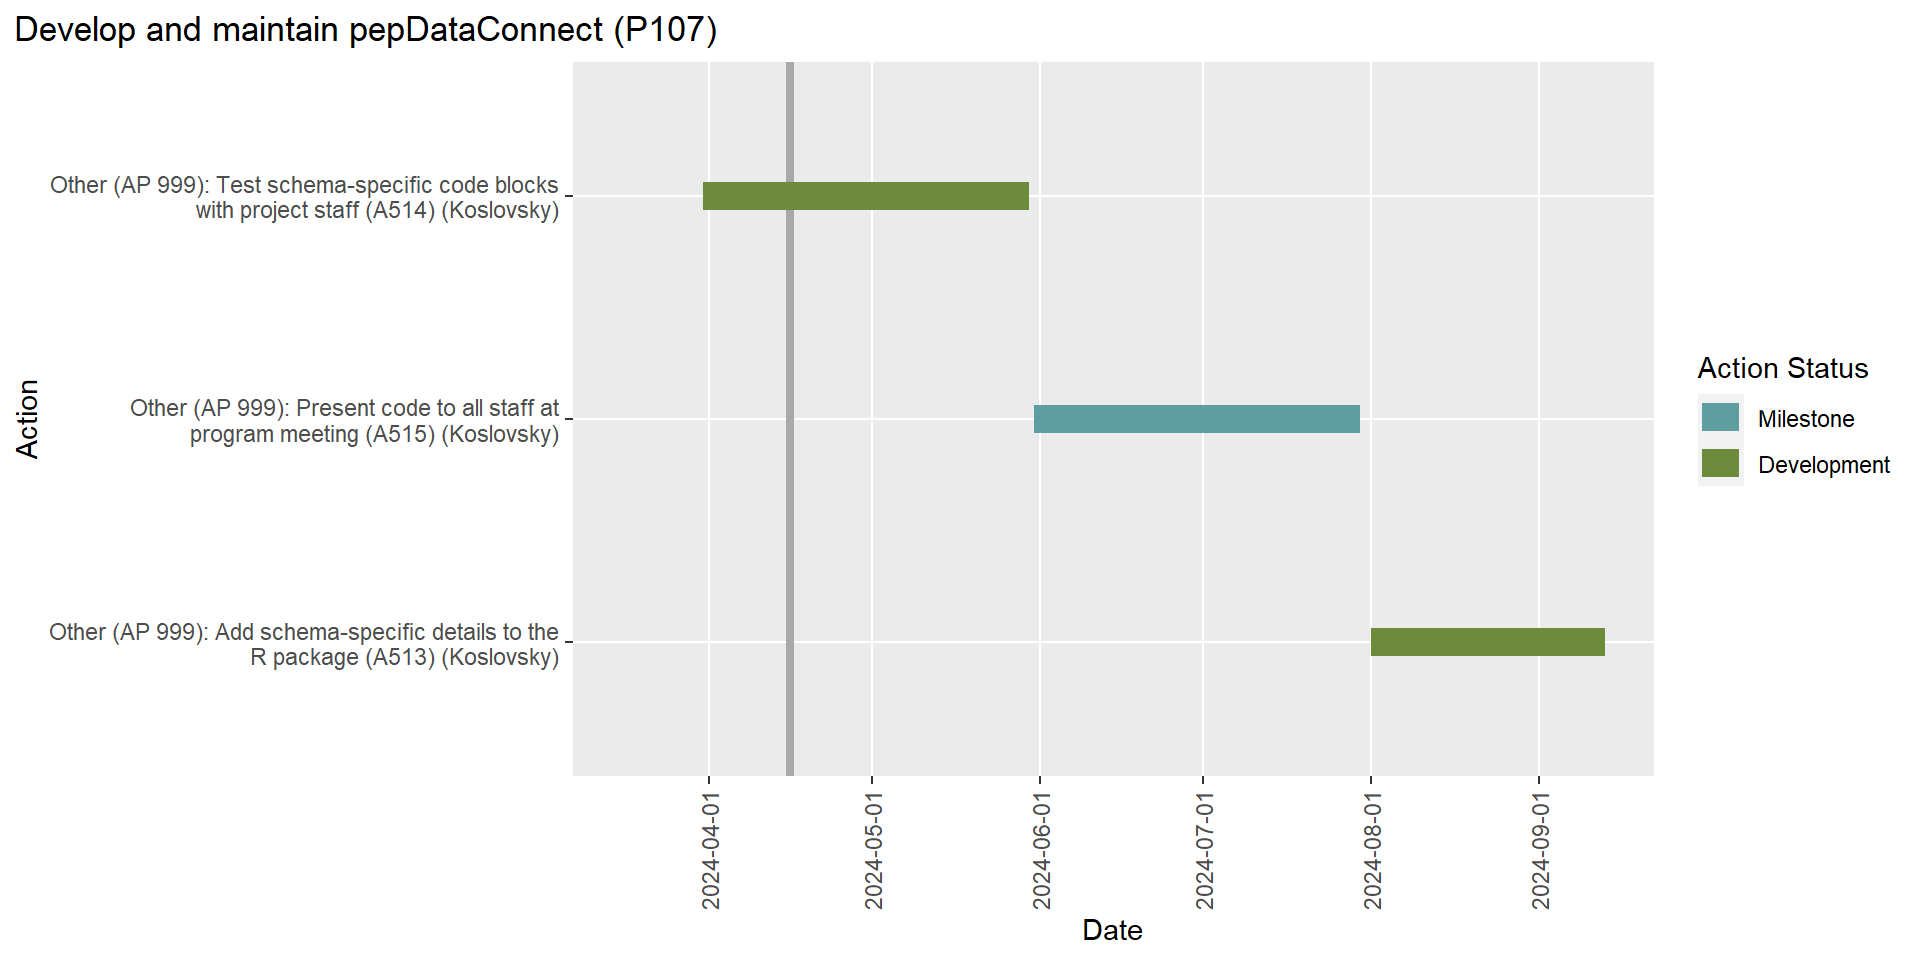 Develop and maintain pepDataConnect (P107)
Action
Other (AP 999): Test schema-specific code blocks
with project staff (A514) (Koslovsky)
Other (AP 999): Present code to all staff at
program meeting (A515) (Koslovsky)
Other (AP 999): Add schema-specific details to the
R package (A513) (Koslovsky)
2024-04-01
2024-05-01
2024-06-01
2024-07-01
2024-08-01
2024-09-01
Date
Action Status
Milestone
Development